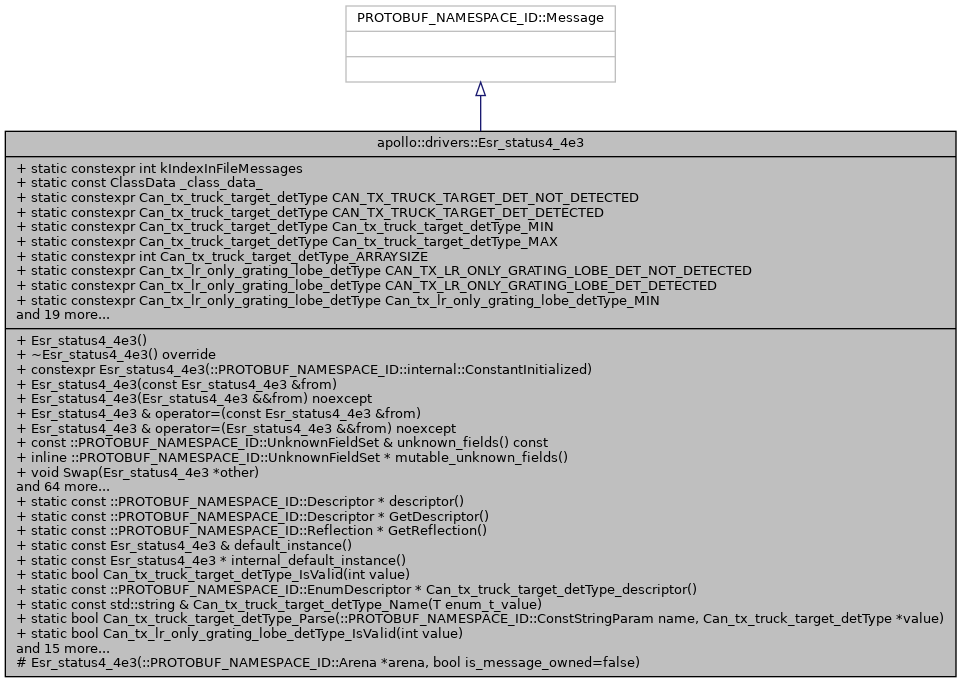 PROTOBUF_NAMESPACE_ID::Message
apollo::drivers::Esr_status4_4e3
+ static constexpr int kIndexInFileMessages
+ static const ClassData _class_data_
+ static constexpr Can_tx_truck_target_detType CAN_TX_TRUCK_TARGET_DET_NOT_DETECTED
+ static constexpr Can_tx_truck_target_detType CAN_TX_TRUCK_TARGET_DET_DETECTED
+ static constexpr Can_tx_truck_target_detType Can_tx_truck_target_detType_MIN
+ static constexpr Can_tx_truck_target_detType Can_tx_truck_target_detType_MAX
+ static constexpr int Can_tx_truck_target_detType_ARRAYSIZE
+ static constexpr Can_tx_lr_only_grating_lobe_detType CAN_TX_LR_ONLY_GRATING_LOBE_DET_NOT_DETECTED
+ static constexpr Can_tx_lr_only_grating_lobe_detType CAN_TX_LR_ONLY_GRATING_LOBE_DET_DETECTED
+ static constexpr Can_tx_lr_only_grating_lobe_detType Can_tx_lr_only_grating_lobe_detType_MIN
and 19 more...
+ Esr_status4_4e3()
+ ~Esr_status4_4e3() override
+ constexpr Esr_status4_4e3(::PROTOBUF_NAMESPACE_ID::internal::ConstantInitialized)
+ Esr_status4_4e3(const Esr_status4_4e3 &from)
+ Esr_status4_4e3(Esr_status4_4e3 &&from) noexcept
+ Esr_status4_4e3 & operator=(const Esr_status4_4e3 &from)
+ Esr_status4_4e3 & operator=(Esr_status4_4e3 &&from) noexcept
+ const ::PROTOBUF_NAMESPACE_ID::UnknownFieldSet & unknown_fields() const
+ inline ::PROTOBUF_NAMESPACE_ID::UnknownFieldSet * mutable_unknown_fields()
+ void Swap(Esr_status4_4e3 *other)
and 64 more...
+ static const ::PROTOBUF_NAMESPACE_ID::Descriptor * descriptor()
+ static const ::PROTOBUF_NAMESPACE_ID::Descriptor * GetDescriptor()
+ static const ::PROTOBUF_NAMESPACE_ID::Reflection * GetReflection()
+ static const Esr_status4_4e3 & default_instance()
+ static const Esr_status4_4e3 * internal_default_instance()
+ static bool Can_tx_truck_target_detType_IsValid(int value)
+ static const ::PROTOBUF_NAMESPACE_ID::EnumDescriptor * Can_tx_truck_target_detType_descriptor()
+ static const std::string & Can_tx_truck_target_detType_Name(T enum_t_value)
+ static bool Can_tx_truck_target_detType_Parse(::PROTOBUF_NAMESPACE_ID::ConstStringParam name, Can_tx_truck_target_detType *value)
+ static bool Can_tx_lr_only_grating_lobe_detType_IsValid(int value)
and 15 more...
# Esr_status4_4e3(::PROTOBUF_NAMESPACE_ID::Arena *arena, bool is_message_owned=false)